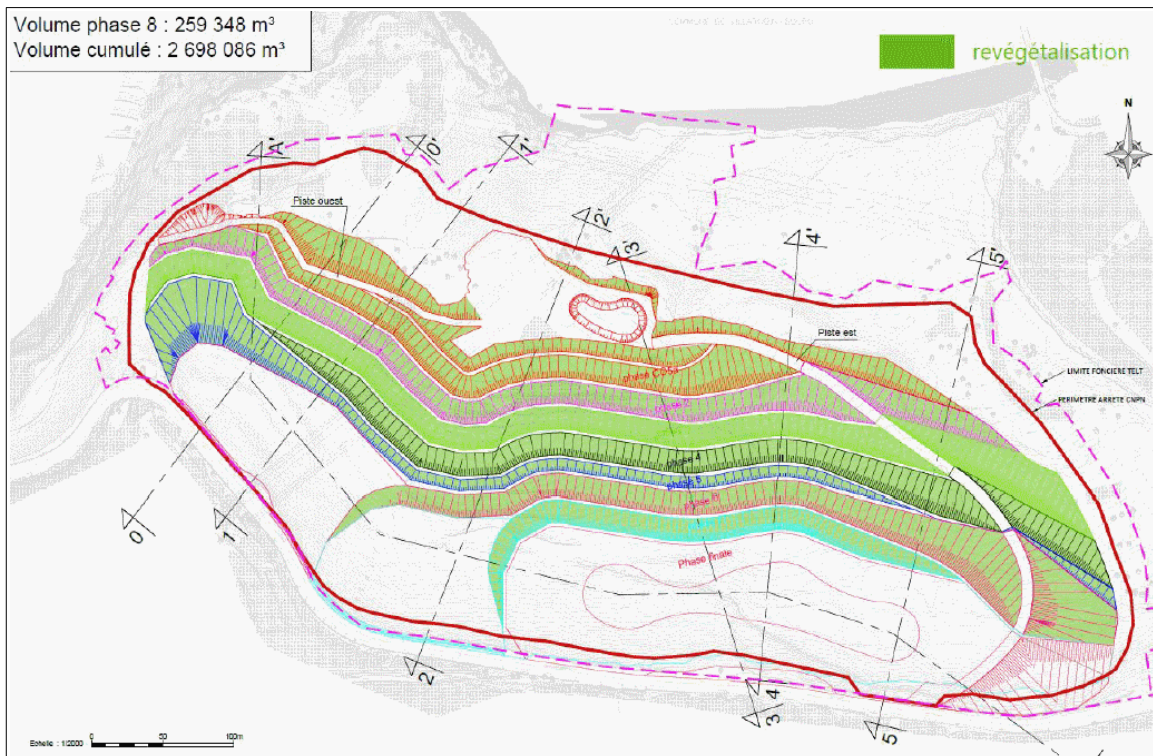 Volume phase 8 : 259 348 m³
Volume cumulé : 2 698 086 m³
revégétalisation
N
A'
0'
1'
2'
3'
4'
5'
Piste ouest
Piste est
LIMITE FONCIERE TELT
PERIMETRE ARRETE CNPN
phase 4
phase 5
phase 6
Phase finale
0
1
2
3
4
5
Echelle : 1/2000
0
50
100m